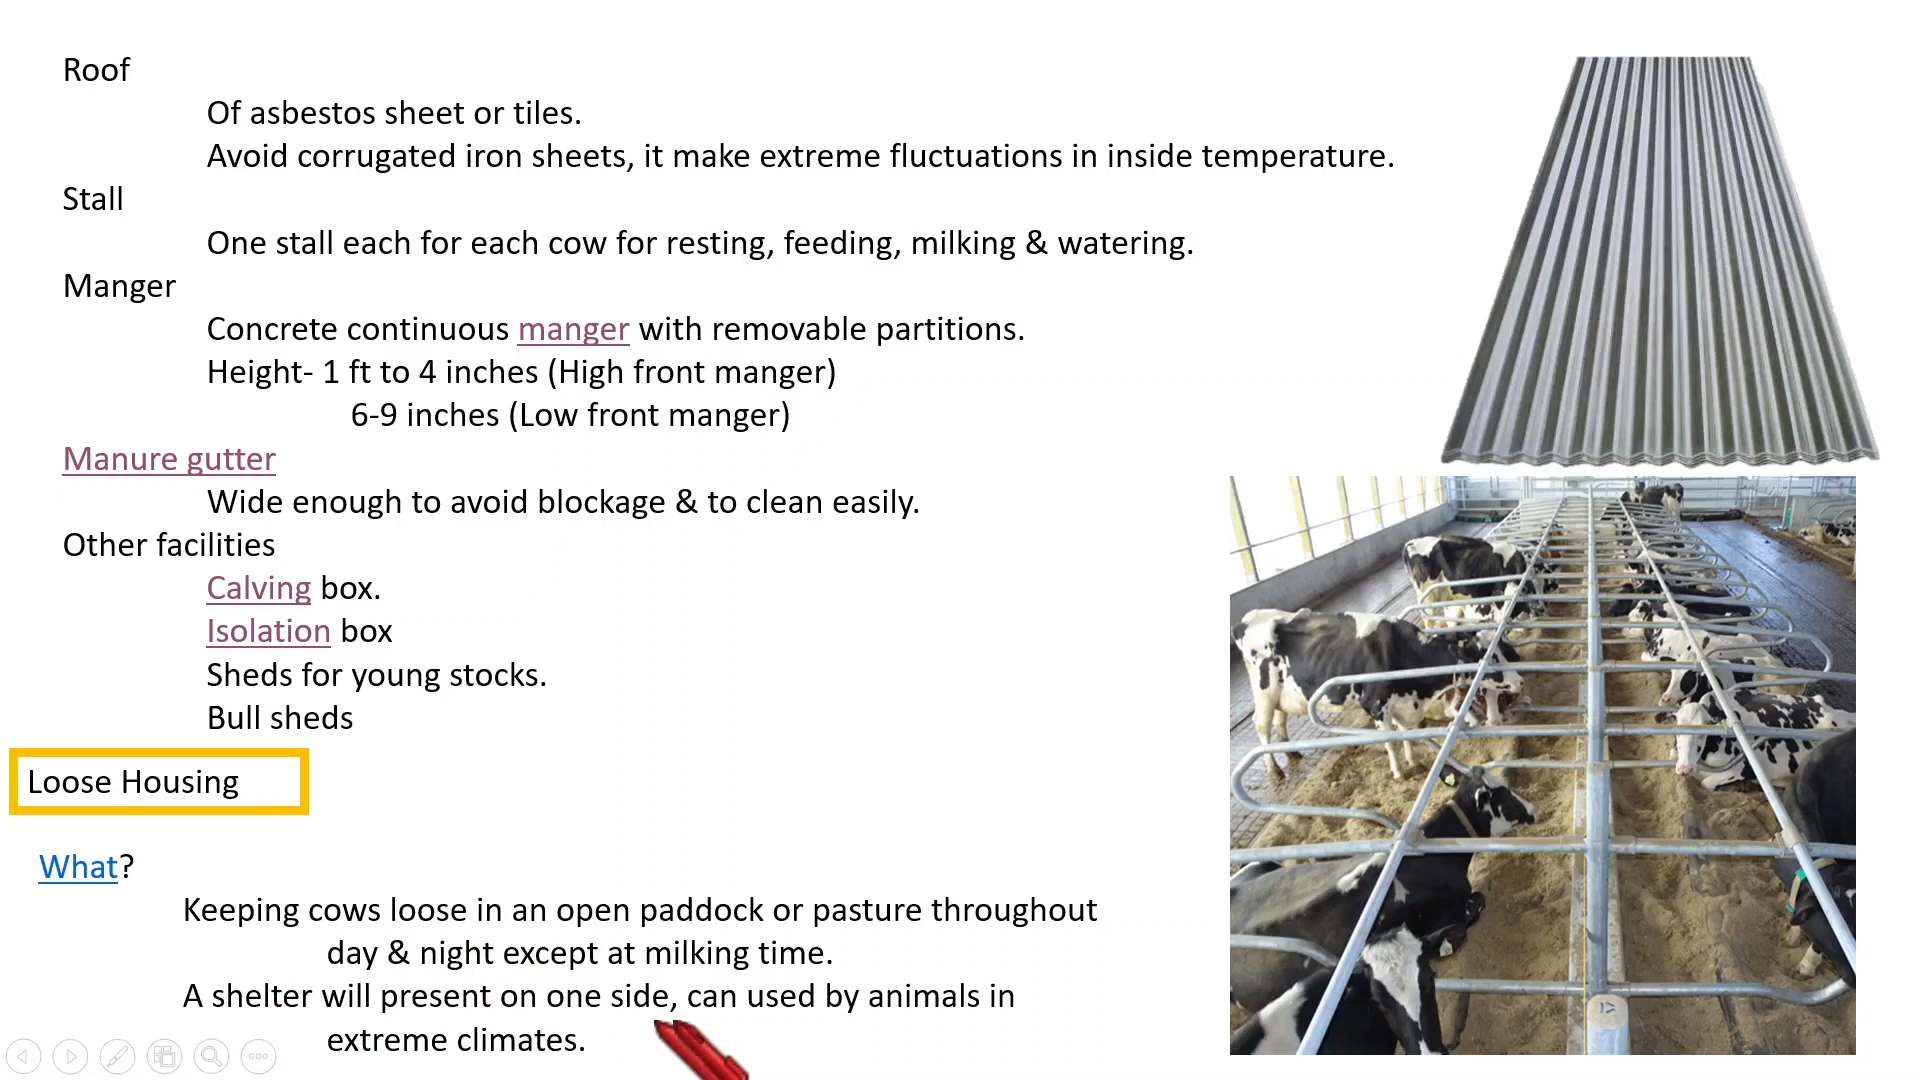 Roof
Of asbestos sheet or tiles.
Avoid corrugated iron sheets, it make extreme fluctuations in inside temperature.
Stall
One stall each for each cow for resting, feeding, milking & watering.
Manger
Concrete continuous manger with removable partitions.
Height- 1 ft to 4 inches (High front manger)
6-9 inches (Low front manger)
Manure gutter
Wide enough to avoid blockage & to clean easily.
Other facilities
Calving box.
Isolation box
Sheds for young stocks.
Bull sheds
Loose Housing
What?
Keeping cows loose in an open paddock or pasture throughout
day & night except at milking time.
A shelter will present on one side, can used by animals in
extreme climates.